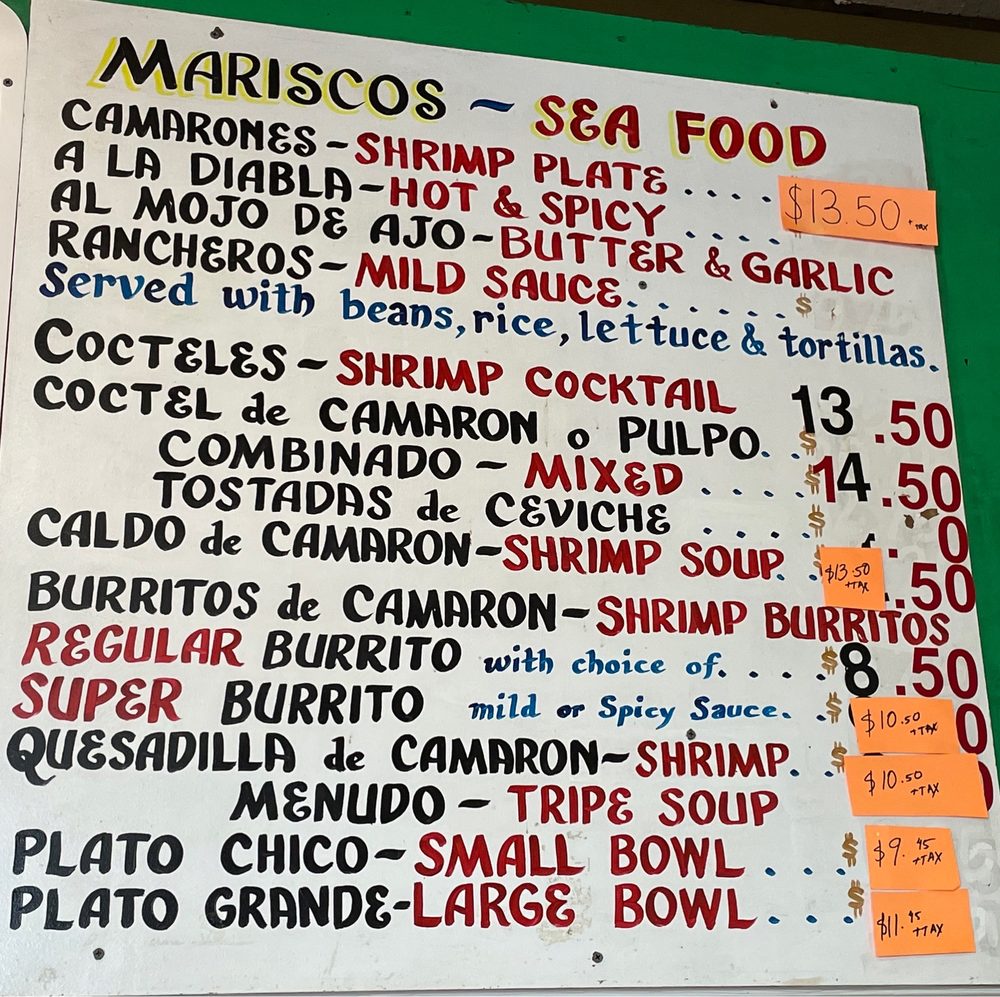 MARISCOS ~ SEA FOOD
CAMARONES - SHRIMP PLATE .... $13.50 + TAX
A LA DIABLA - HOT & SPICY .....
AL MOJO DE AJO - BUTTER & GARLIC
RANCHEROS - MILD SAUCE. ..... $
Served with beans, rice, lettuce & tortillas.
COCTELES - SHRIMP COCKTAIL
COCTEL de CAMARON o PULPO. .. $13.50
COMBINADO - MIXED .... $14.50
TOSTADAS de CEVICHE .... $ . 0
CALDO de CAMARON - SHRIMP SOUP. . $13.50 +TAX .50
BURRITOS de CAMARON - SHRIMP BURRITOS
REGULAR BURRITO with choice of. ... $8.50
SUPER BURRITO mild or Spicy Sauce. . $ $10.50 +TAX 0
QUESADILLA de CAMARON ~ SHRIMP. . $ $10.50 +TAX
MENUDO - TRIPE SOUP
PLATO CHICO - SMALL BOWL ... $ $9.45 +TAX
PLATO GRANDE - LARGE BOWL ... $ $11.45 +TAX